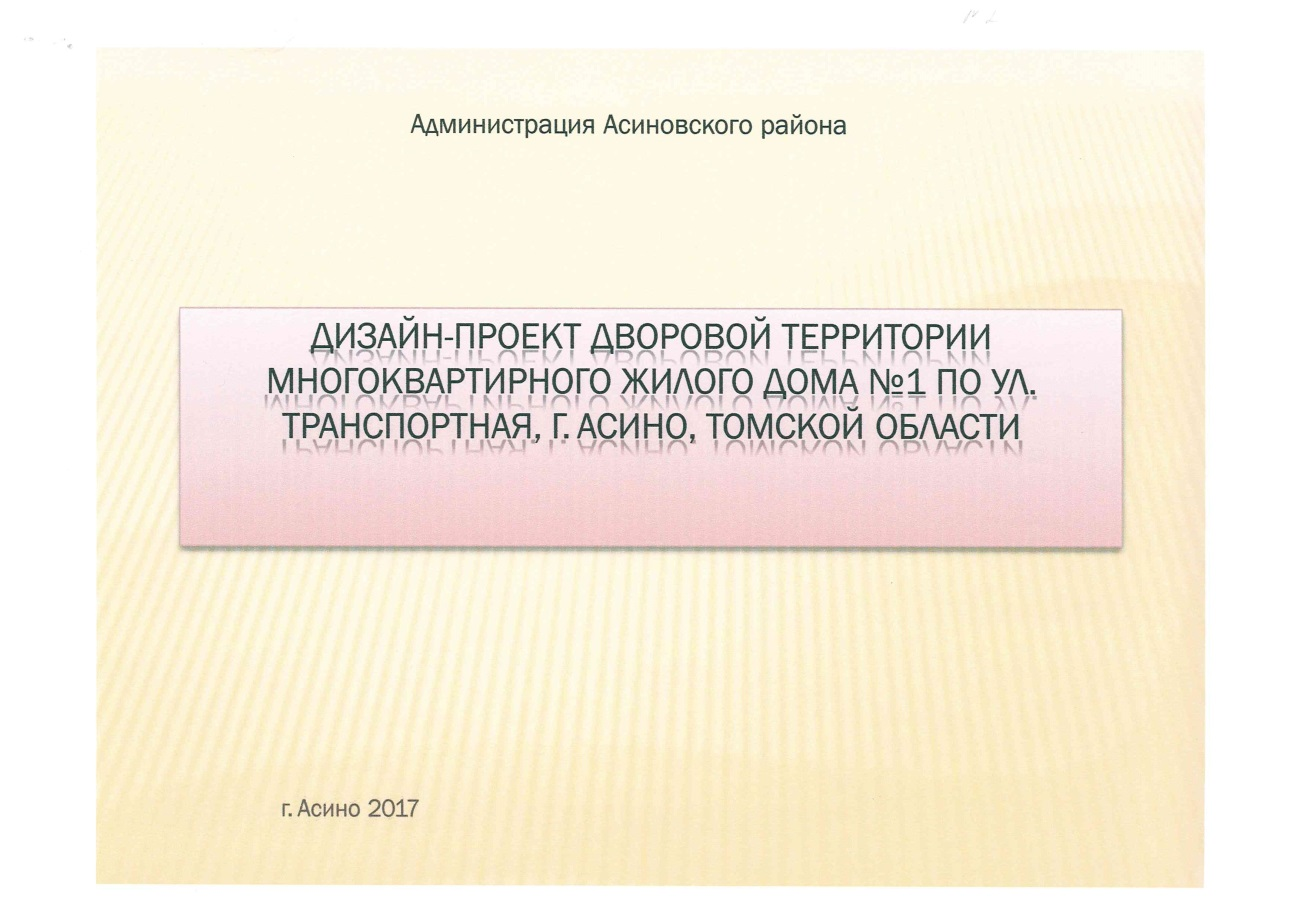 Администрация Асиновского района
ДИЗАЙН-ПРОЕКТ ДВОРОВОЙ ТЕРРИТОРИИ
МНОГОКВАРТИРНОГО ЖИЛОГО ДОМА №1 ПО УЛ.
ТРАНСПОРТНАЯ, Г. АСИНО, ТОМСКОЙ ОБЛАСТИ
г. Асино 2017